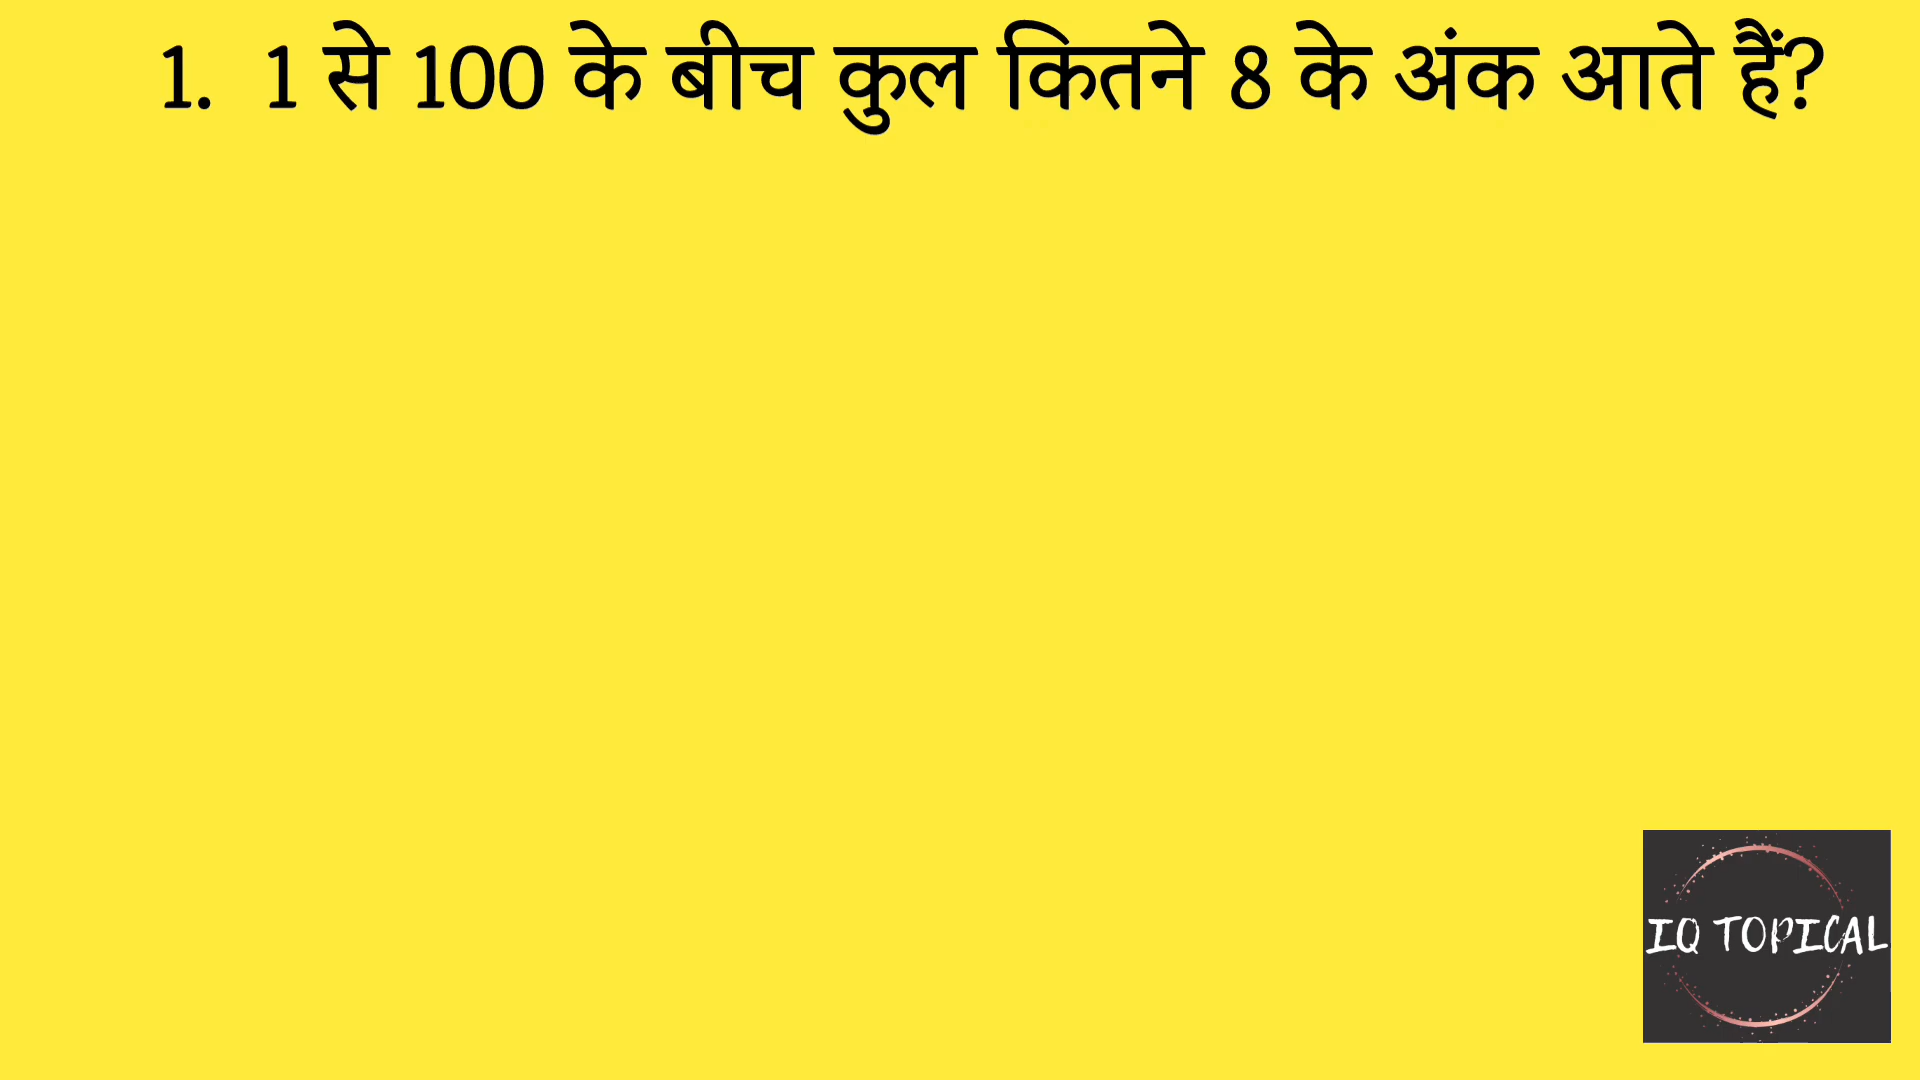 1. 1 से 100 के बीच कुल कितने 8 के अंक आते हैं?
IQ TOPICAL